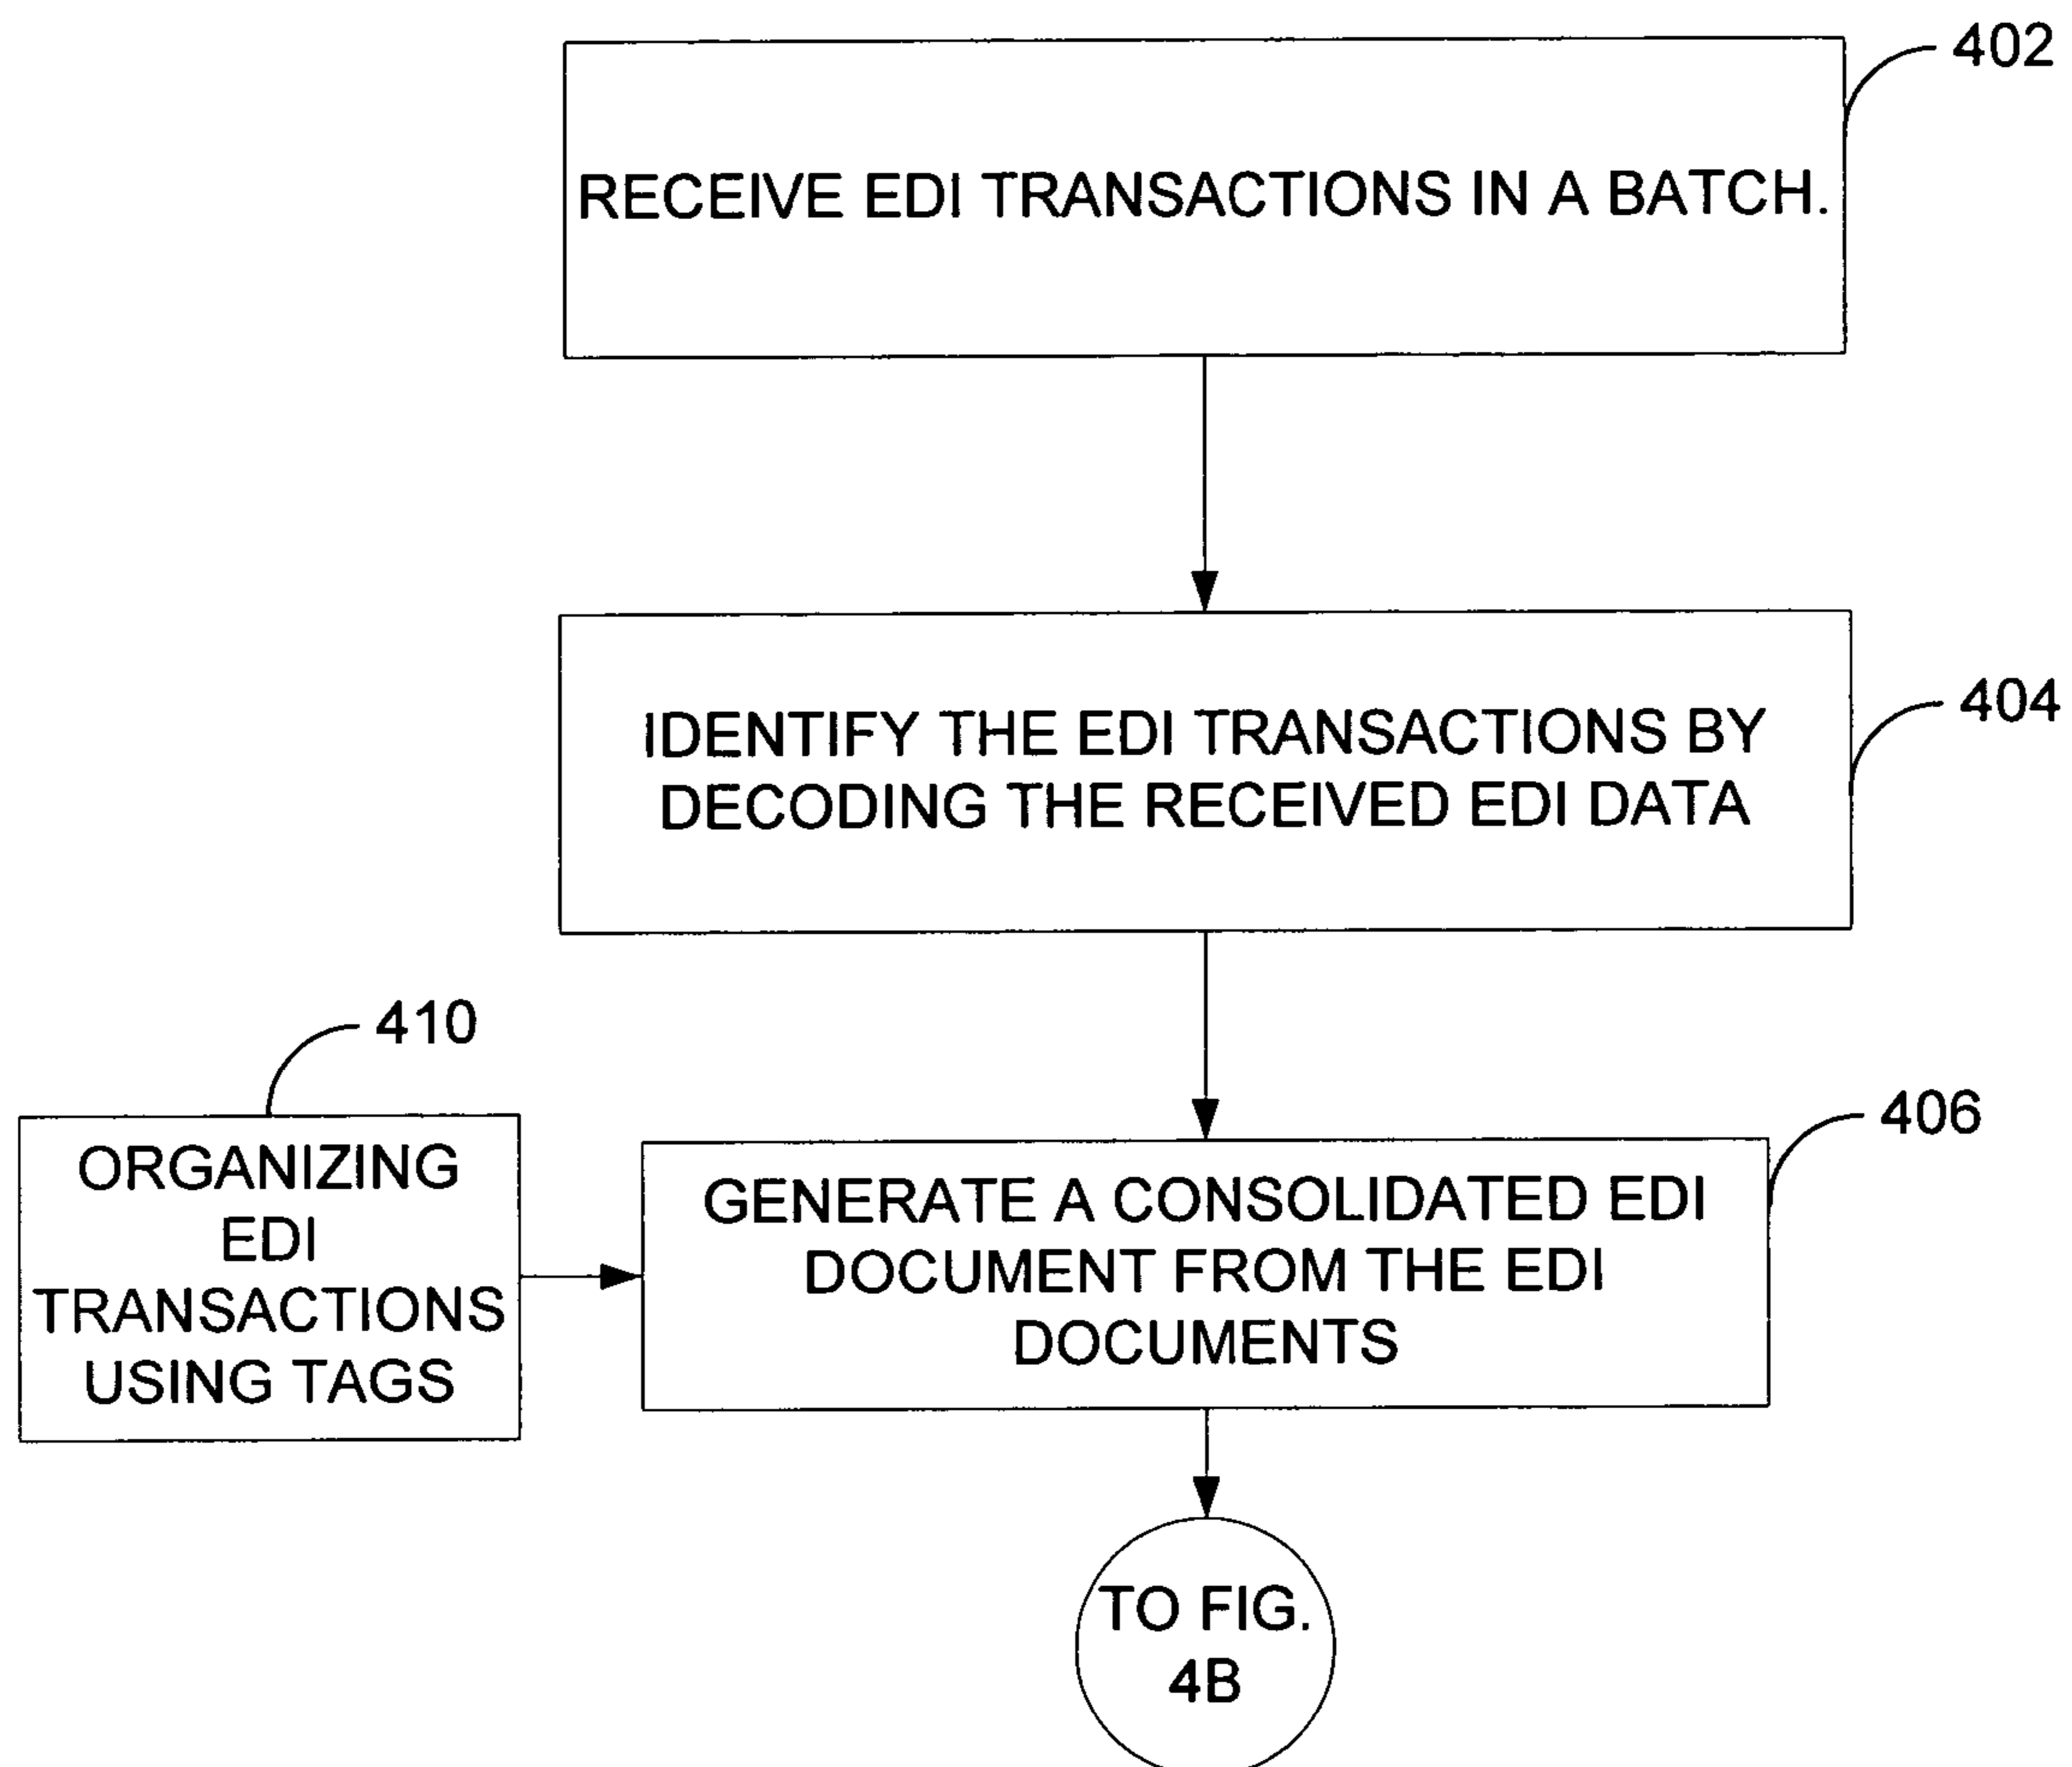 402
RECEIVE EDI TRANSACTIONS IN A BATCH.
404
IDENTIFY THE EDI TRANSACTIONS BY
DECODING THE RECEIVED EDI DATA
410
ORGANIZING
EDI
TRANSACTIONS
USING TAGS
406
GENERATE A CONSOLIDATED EDI
DOCUMENT FROM THE EDI
DOCUMENTS
TO FIG.
4B